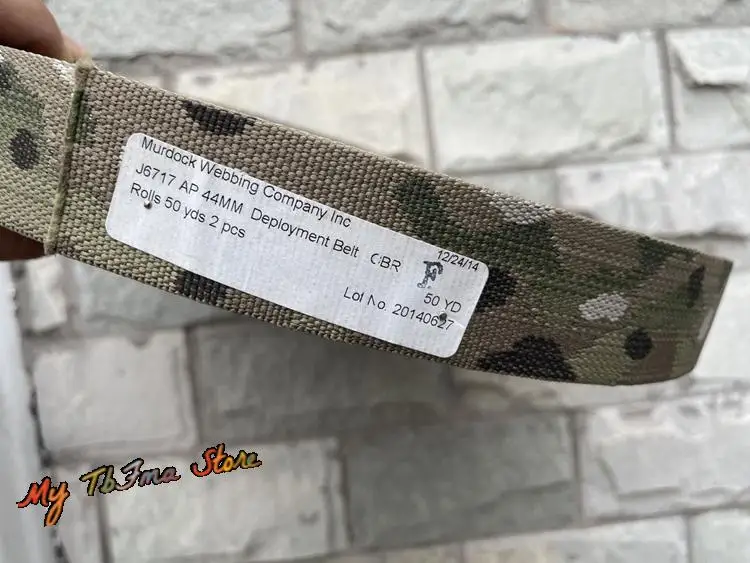 Murdock Webbing Company Inc
J6717 AP 44MM Deployment Belt CBR
Rolls 50 yds 2 pcs
12/24/14
F
50 YD
Lot No. 20140627
My Tb3ma Store